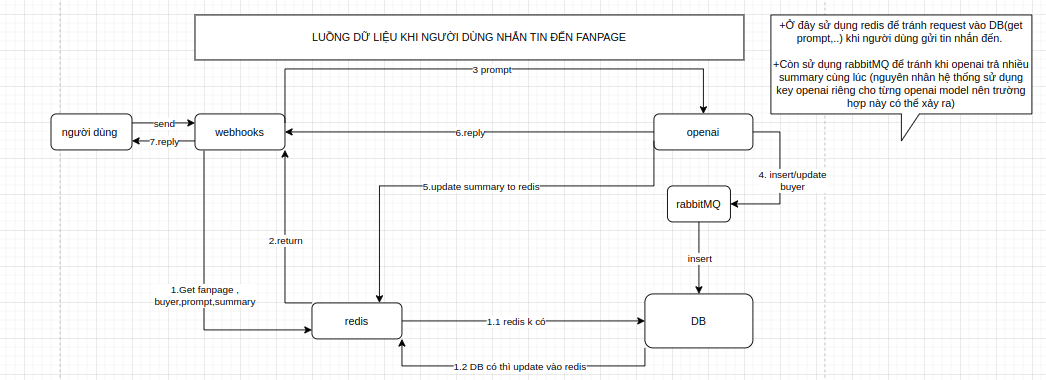 LUỒNG DỮ LIỆU KHI NGƯỜI DÙNG NHẮN TIN ĐẾN FANPAGE
+Ở đây sử dụng redis để tránh request vào DB(get
prompt,..) khi người dùng gửi tin nhắn đến.
+Còn sử dụng rabbitMQ để tránh khi openai trả nhiều
summary cùng lúc (nguyên nhân hệ thống sử dụng
key openai riêng cho từng openai model nên trường
hợp này có thể xảy ra)
3 prompt
người dùng
send
7.reply
webhooks
6.reply
openai
4. insert/update
buyer
5.update summary to redis
rabbitMQ
2.return
insert
1.Get fanpage ,
buyer,prompt,summary
redis
1.1 redis k có
DB
1.2 DB có thì update vào redis